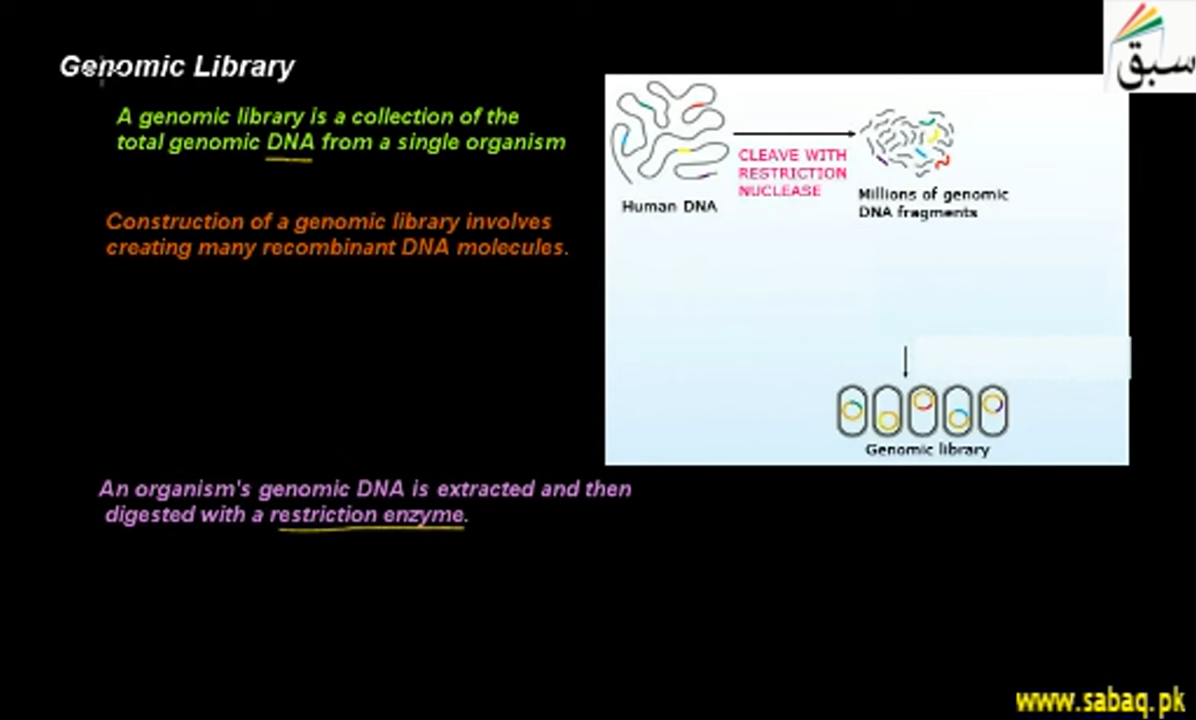 Genomic Library
A genomic library is a collection of the
total genomic DNA from a single organism
Construction of a genomic library involves
creating many recombinant DNA molecules.
An organism's genomic DNA is extracted and then
digested with a restriction enzyme.
سبق
Human DNA
CLEAVE WITH
RESTRICTION
NUCLEASE
Millions of genomic
DNA fragments
Genomic library
www.sabaq.pk